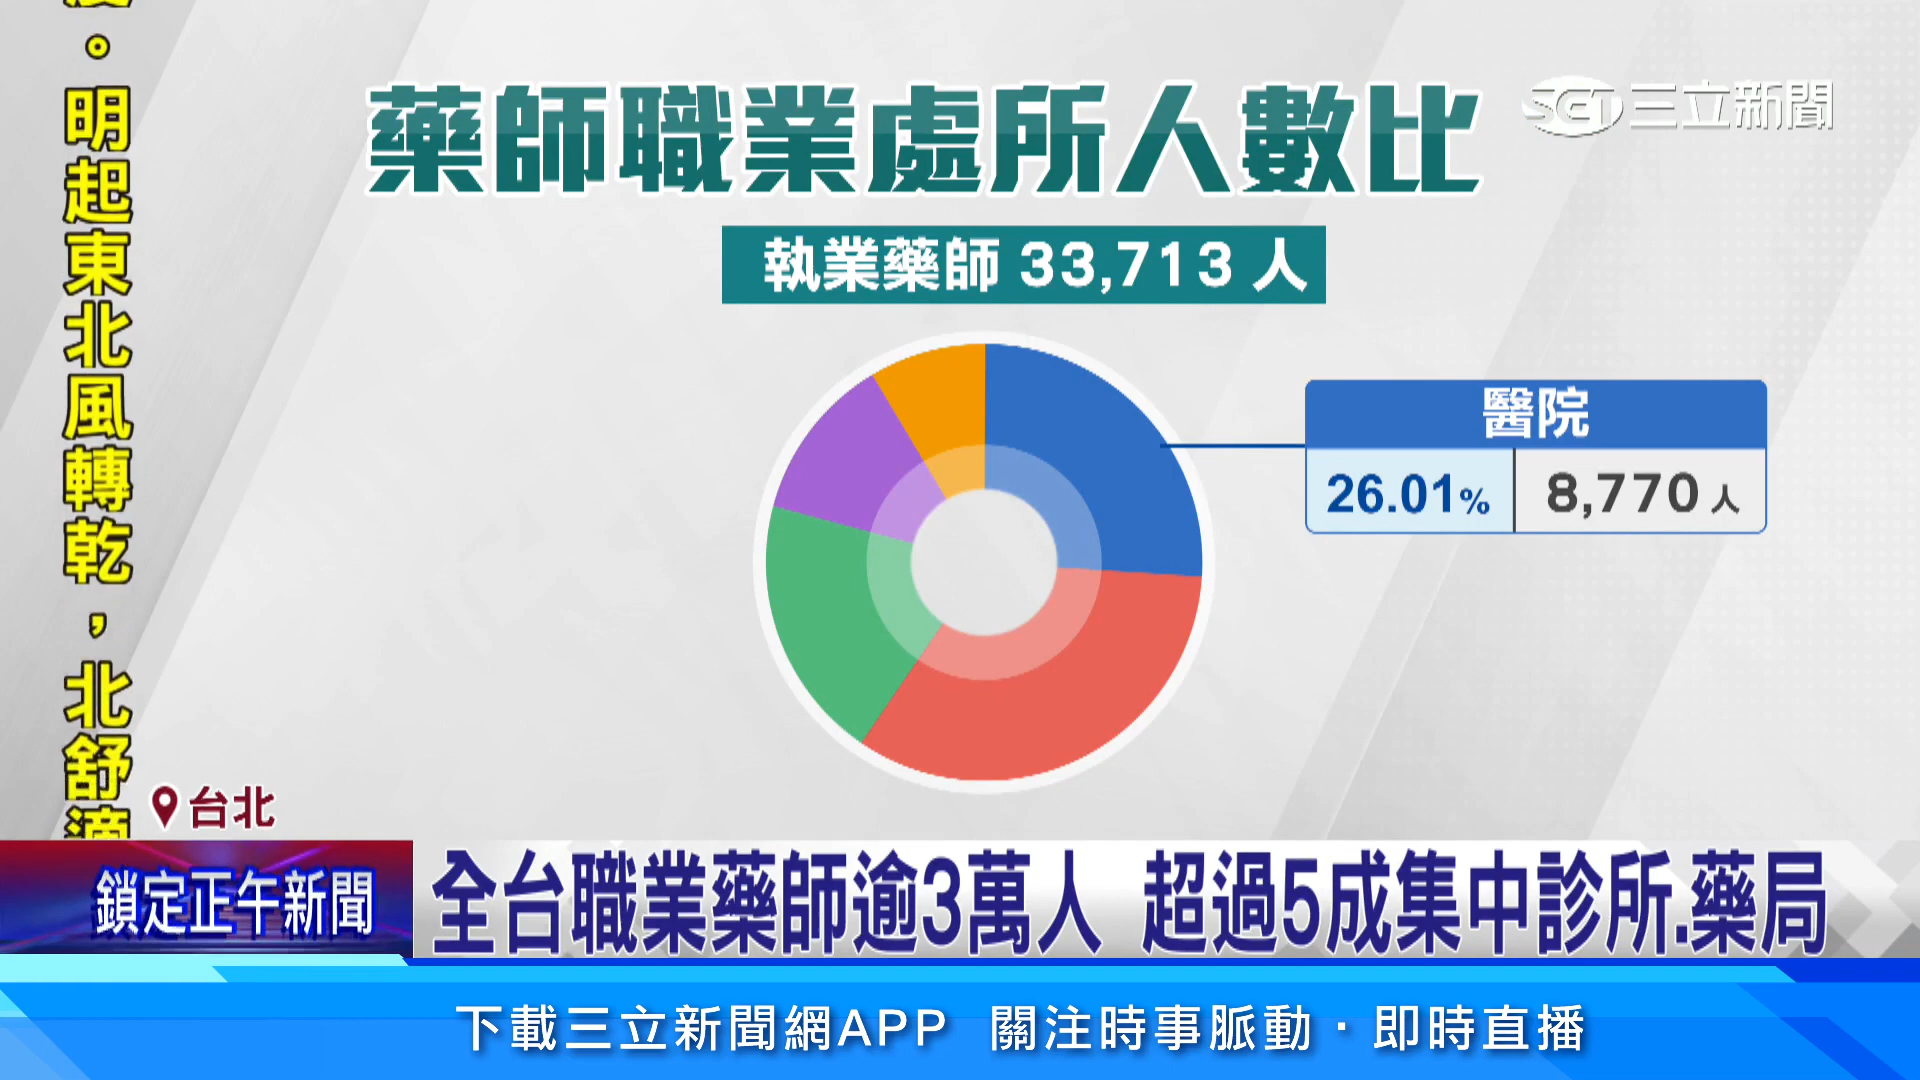 藥師職業處所人數比
SET三立新聞
執業藥師 33,713 人
醫院
26.01%
8,770 人
。明起東北風轉乾,北舒適
台北
鎖定正午新聞
全台職業藥師逾3萬人 超過5成集中診所.藥局
下載三立新聞網APP 關注時事脈動·即時直播